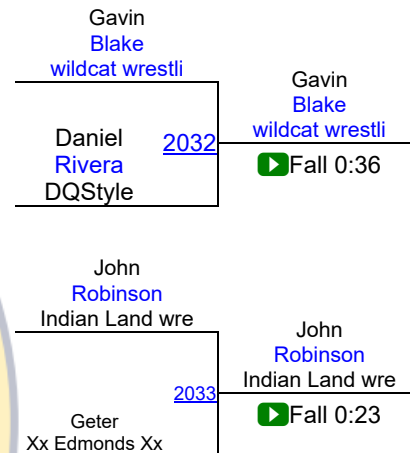 Gavin
Blake
wildcat wrestli
Daniel
Rivera
DQStyle
2032
Gavin
Blake
wildcat wrestli
Fall 0:36
John
Robinson
Indian Land wre
Geter
Xx Edmonds Xx
2033
John
Robinson
Indian Land wre
Fall 0:23